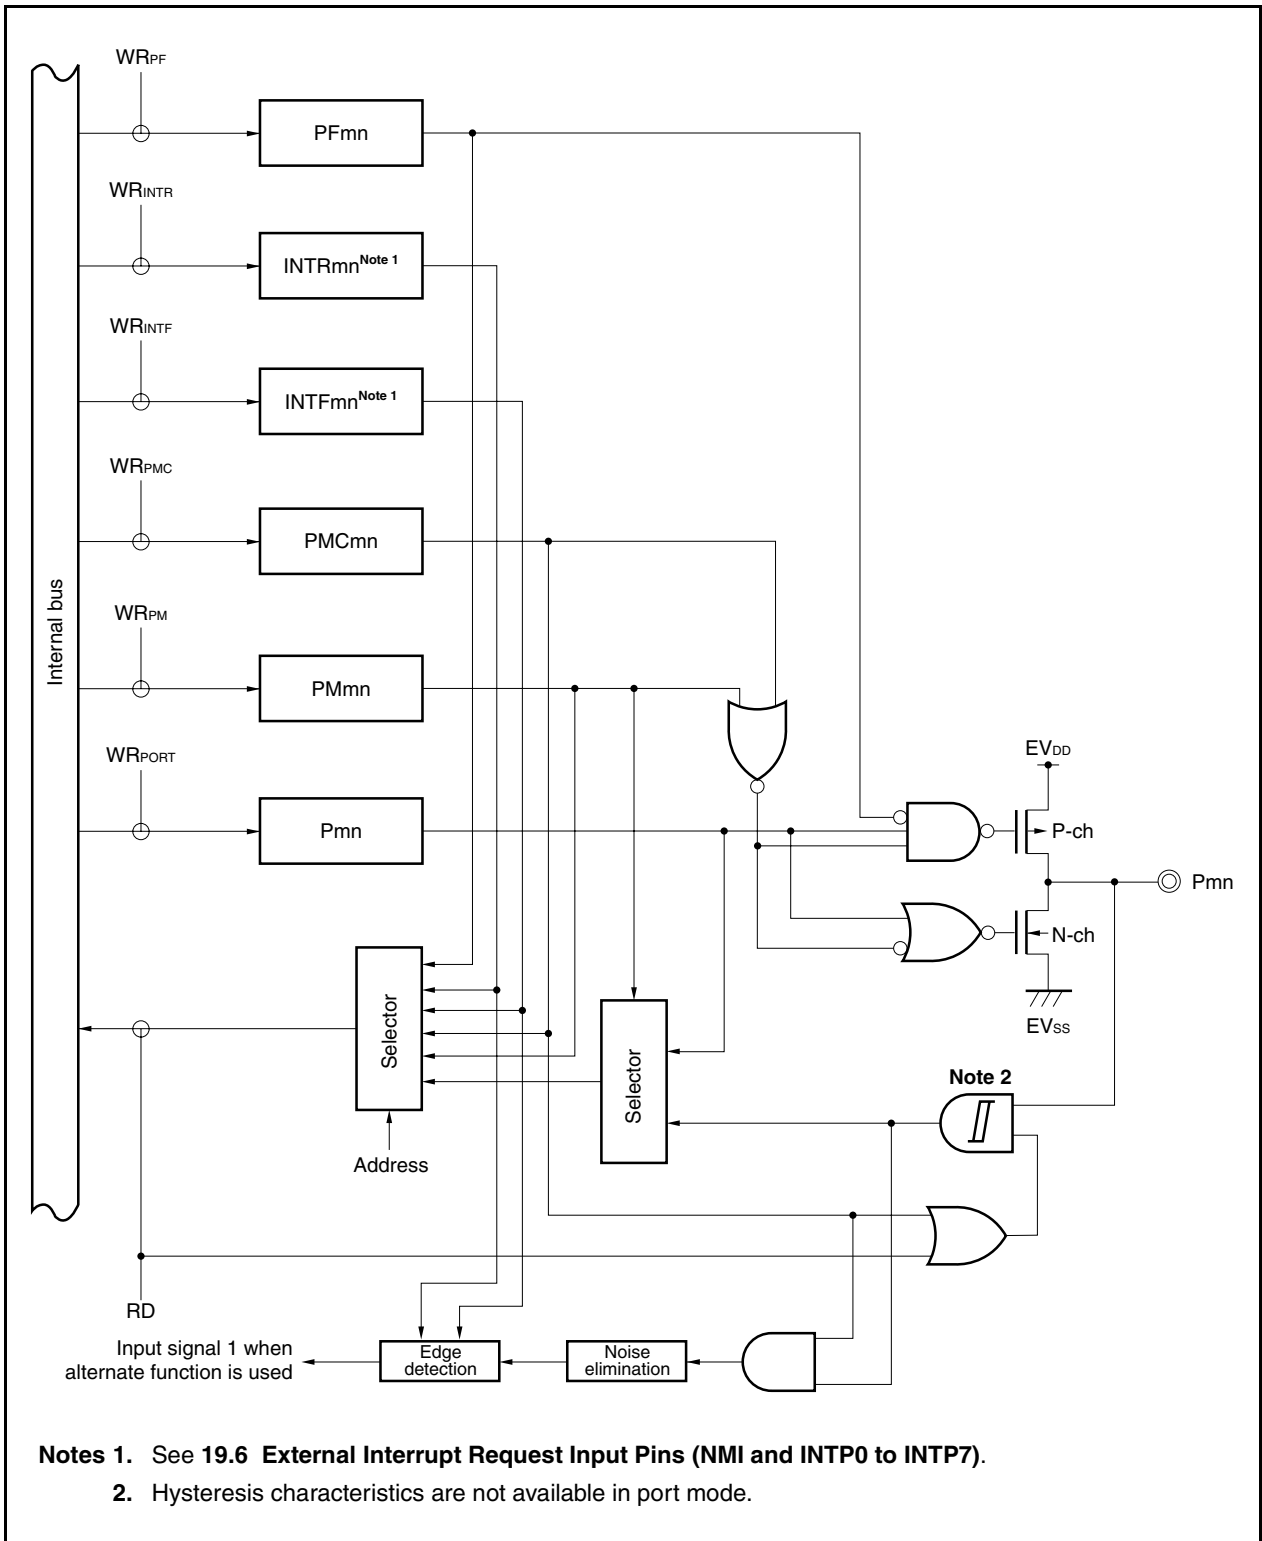 WRPF
PFmn
WRINTR
INTRmnNote 1
WRINTF
INTFmnNote 1
WRPMC
PMCmn
Internal bus
WRPM
PMmn
WRPORT
Pmn
EVDD
P-ch
Pmn
N-ch
EVSS
Selector
Selector
Note 2
Address
RD
Input signal 1 when
alternate function is used
Edge
detection
Noise
elimination
Notes 1. See 19.6 External Interrupt Request Input Pins (NMI and INTP0 to INTP7).
2. Hysteresis characteristics are not available in port mode.